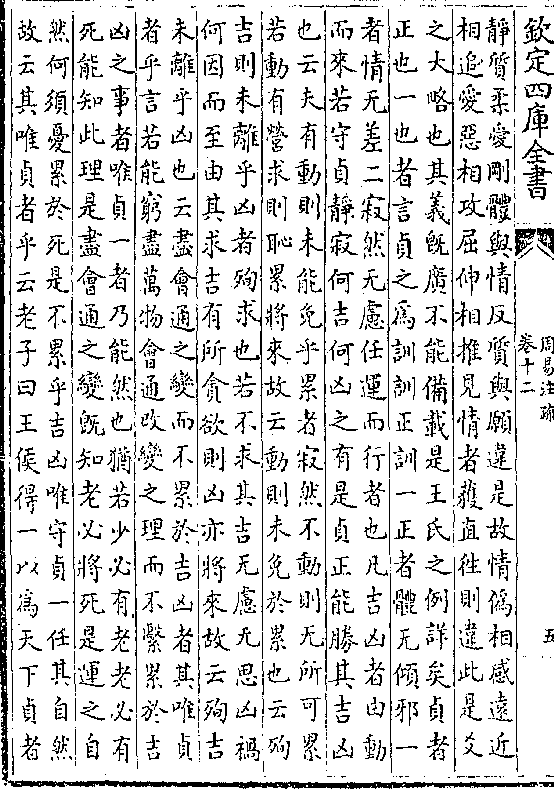 欽定四庫全書
周易注疏
卷十二
五
靜質柔愛剛體與情反質與願違是故情偽相感逺近
相追愛惡相攻屈伸相推見情者獲直往則違此是爻
之大略也其義旣廣不能備載是王氏之例詳矣貞者
正也一也者言貞之為訓訓正訓一正者體无傾邪一
者情无差二寂然无慮任運而行者也凡吉凶者由動
而來若守貞靜寂何吉何凶之有是貞正能勝其吉凶
也云夫有動則未能免乎累者寂然不動則无所可累
若動有營求則恥累將來故云動則未免於累也云殉
吉則未離乎凶者殉求也若不求其吉无慮无思凶禍
何因而至由其求吉有所貪欲則凶亦將來故云殉吉
未離乎凶也云盡會通之變而不累於吉凶者其唯貞
者乎言若能窮盡萬物會通改變之理而不繫累於吉
凶之事者唯貞一者乃能然也猶若少必有老老必有
死能知此理是盡會通之變旣知老必將死是運之自
然何須憂累於死是不累乎吉凶唯守貞一任其自然
故云其唯貞者乎云老子曰王侯得一以為天下貞者